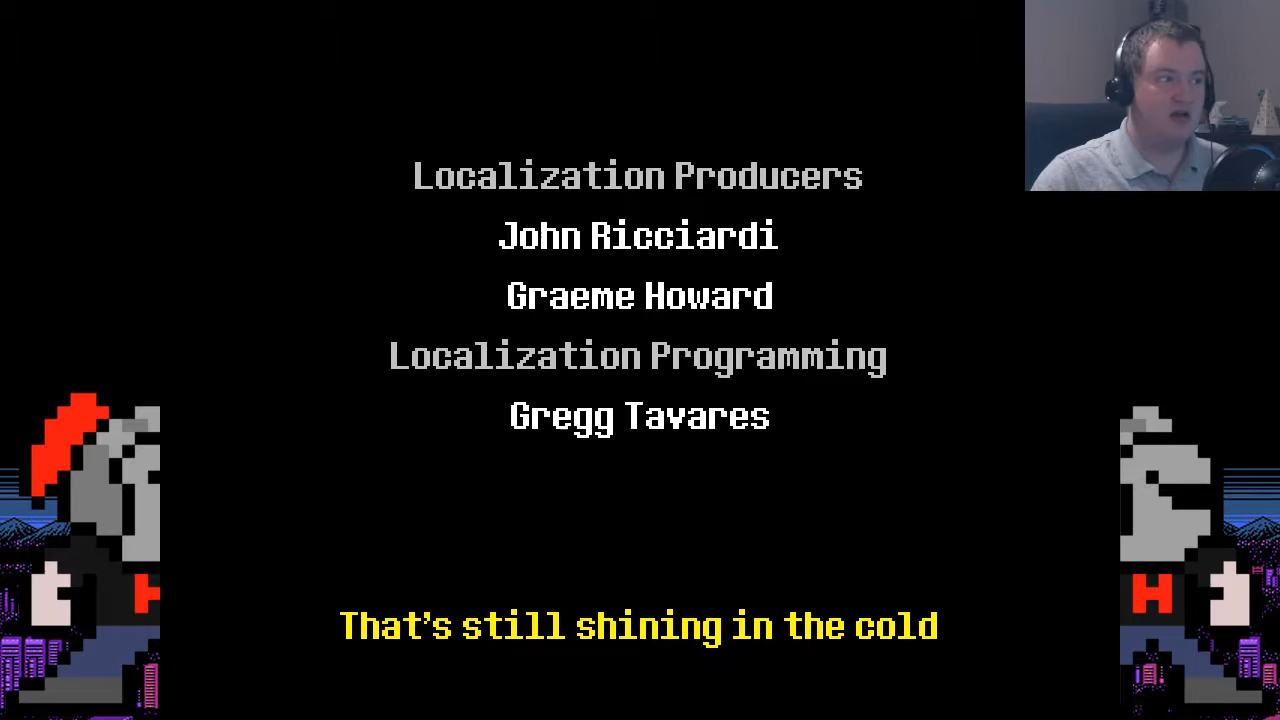 Localization Producers
John Ricciardi
Graeme Howard
Localization Programming
Gregg Tavares
H
H
That's still shining in the cold